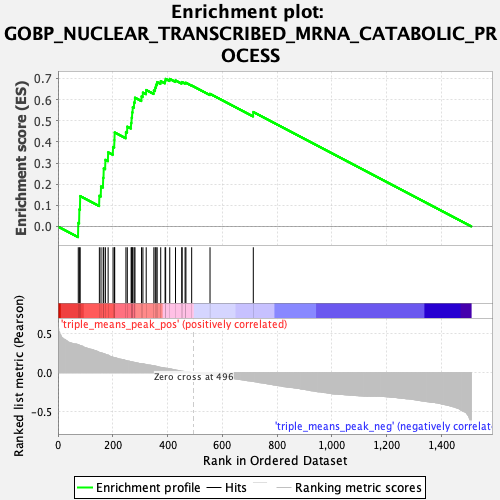 Enrichment plot:
GOBP_NUCLEAR_TRANSCRIBED_MRNA_CATABOLIC_PR
OCESS
Enrichment score (ES)
0.7
0.6
0.5
0.4
0.3
0.2
0.1
0.0
'triple_means_peak_pos' (positively correlated)
Ranked list metric (Pearson)
0.5
0.0
-0.5
Zero cross at 496
'triple_means_peak_neg' (negatively correlat
0
200
400
600
800
1,000
1,200
1,400
Rank in Ordered Dataset
Enrichment profile
Hits
Ranking metric scores